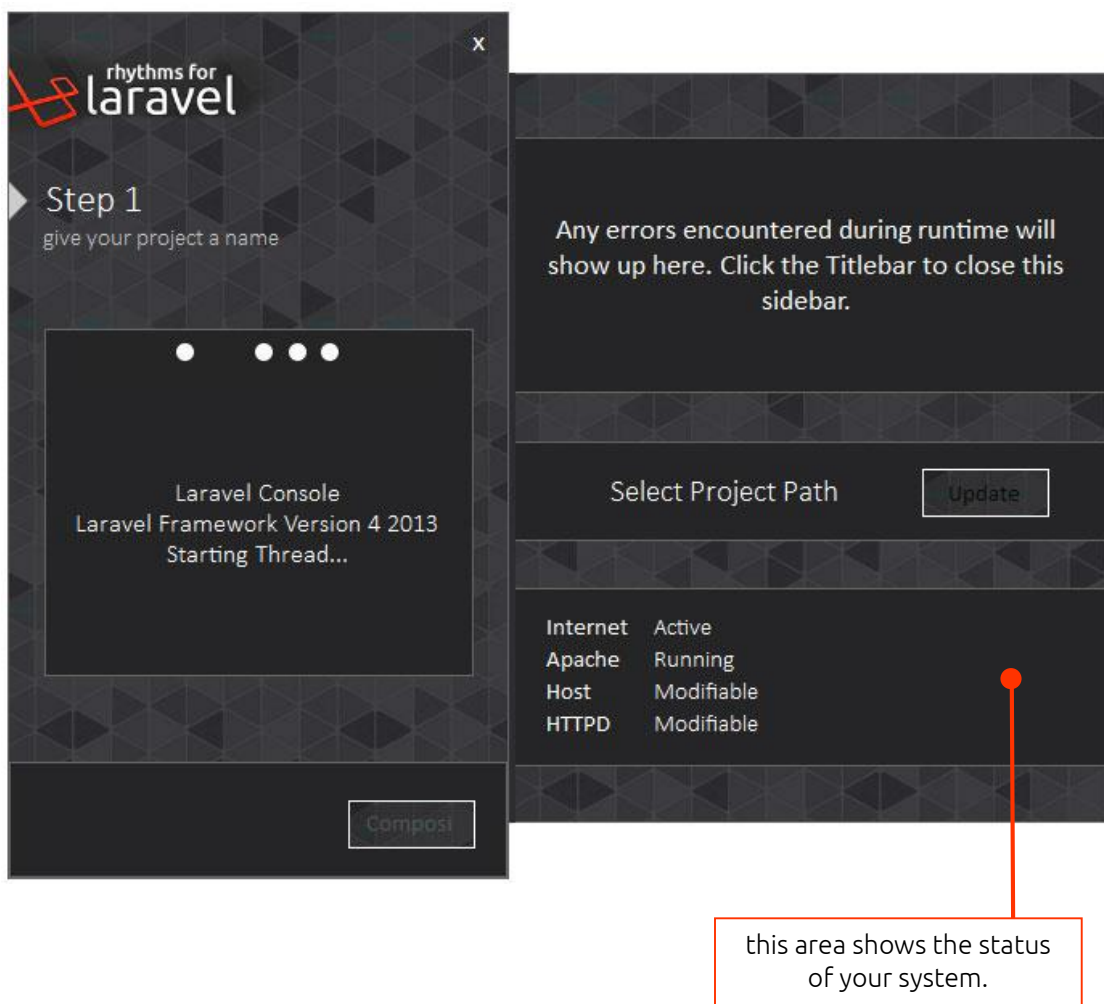 x
rhythms for
laravel
Step 1
give your project a name
Laravel Console
Laravel Framework Version 4 2013
Starting Thread...
Composi
Any errors encountered during runtime will
show up here. Click the Titlebar to close this
sidebar.
Select Project Path
Update
Internet Active
Apache Running
Host Modifiable
HTTPD Modifiable
this area shows the status
of your system.